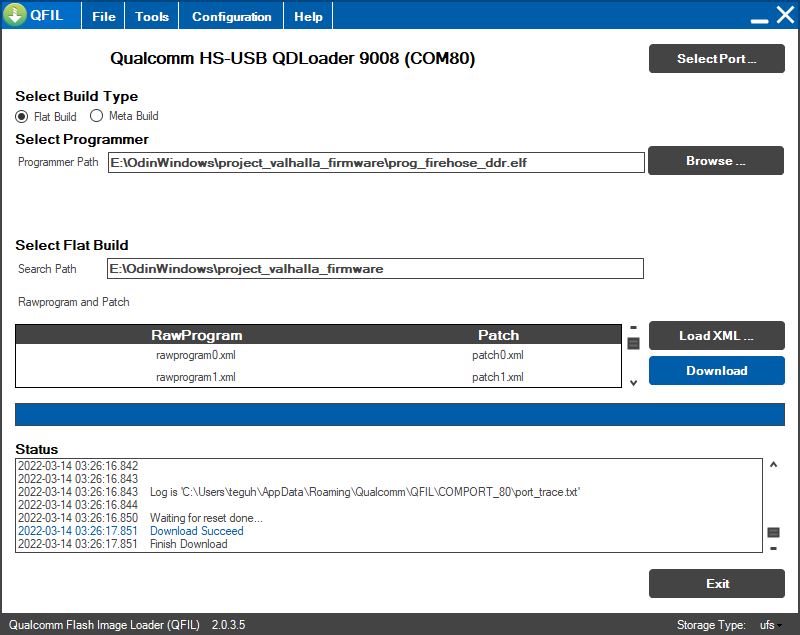 QFIL File Tools Configuration Help
Qualcomm HS-USB QDLoader 9008 (COM80)
Select Port ...
Select Build Type
Flat Build Meta Build
Select Programmer
Programmer Path E:\OdinWindows\project_valhalla_firmware\prog_firehose_ddr.elf Browse ...
Select Flat Build
Search Path E:\OdinWindows\project_valhalla_firmware
Rawprogram and Patch
RawProgram Patch
rawprogram0.xml patch0.xml
rawprogram1.xml patch1.xml
Load XML ...
Download
Status
2022-03-14 03:26:16.842
2022-03-14 03:26:16.843
2022-03-14 03:26:16.843 Log is 'C:\Users\teguh\AppData\Roaming\Qualcomm\QFIL\COMPORT_80\port_trace.txt'
2022-03-14 03:26:16.844
2022-03-14 03:26:16.850 Waiting for reset done...
2022-03-14 03:26:17.851 Download Succeed
2022-03-14 03:26:17.851 Finish Download
Exit
Qualcomm Flash Image Loader (QFIL) 2.0.3.5 Storage Type: ufs